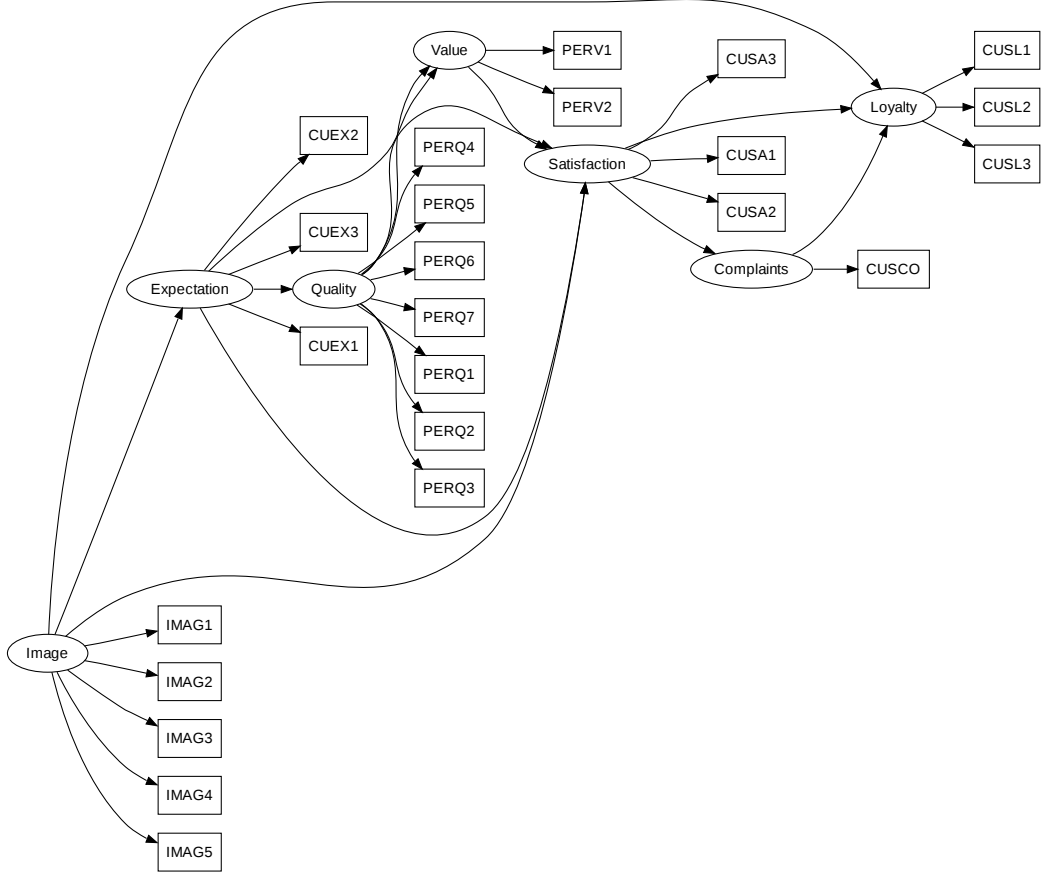 Value
PERV1
CUSA3
CUSL1
PERV2
Loyalty
CUSL2
CUEX2
PERQ4
Satisfaction
CUSA1
CUSL3
PERQ5
CUSA2
CUEX3
PERQ6
Complaints
CUSCO
Expectation
Quality
PERQ7
CUEX1
PERQ1
PERQ2
PERQ3
IMAG1
Image
IMAG2
IMAG3
IMAG4
IMAG5